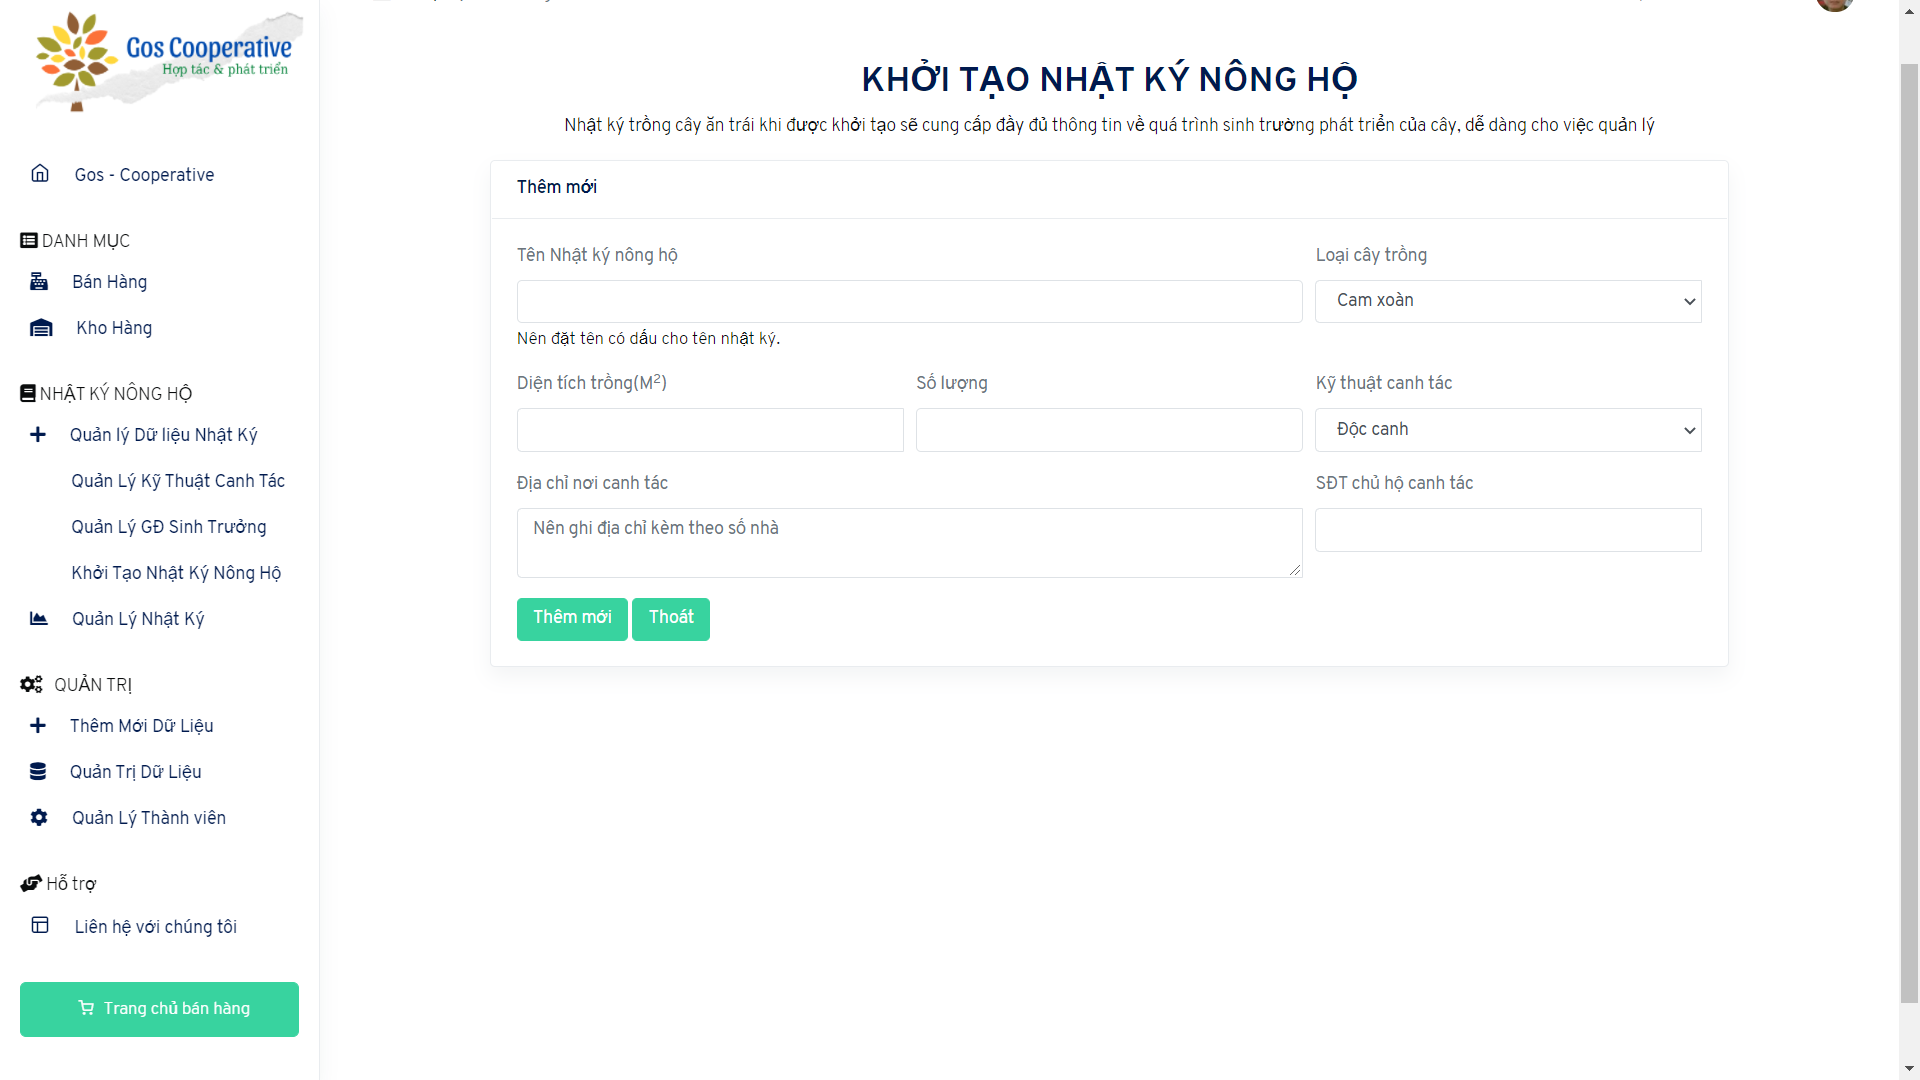 Gos Cooperative
Hợp tác & phát triển
Gos - Cooperative
DANH MỤC
Bán Hàng
Kho Hàng
NHẬT KÝ NÔNG HỘ
Quản lý Dữ liệu Nhật Ký
Quản Lý Kỹ Thuật Canh Tác
Quản Lý GĐ Sinh Trưởng
Khởi Tạo Nhật Ký Nông Hộ
Quản Lý Nhật Ký
QUẢN TRỊ
Thêm Mới Dữ Liệu
Quản Trị Dữ Liệu
Quản Lý Thành viên
Hỗ trợ
Liên hệ với chúng tôi
Trang chủ bán hàng
KHỞI TẠO NHẬT KÝ NÔNG HỘ
Nhật ký trồng cây ăn trái khi được khởi tạo sẽ cung cấp đầy đủ thông tin về quá trình sinh trường phát triển của cây, dễ dàng cho việc quản lý
Thêm mới
Tên Nhật ký nông hộ
Loại cây trồng
Cam xoàn
Nên đặt tên có dấu cho tên nhật ký.
Diện tích trồng(M²)
Số lượng
Kỹ thuật canh tác
Độc canh
Địa chỉ nơi canh tác
SĐT chủ hộ canh tác
Nên ghi địa chỉ kèm theo số nhà
Thêm mới
Thoát